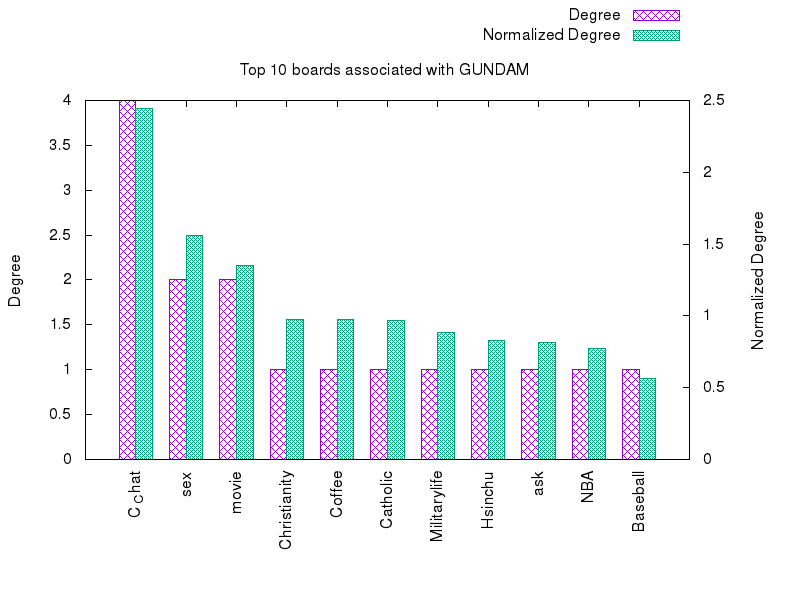 Degree
Normalized Degree
Top 10 boards associated with GUNDAM
4
3.5
3
2.5
2
1.5
1
0.5
0
2.5
2
1.5
1
0.5
0
Degree
Normalized Degree
C_Chat
sex
movie
Christianity
Coffee
Catholic
Militarylife
Hsinchu
ask
NBA
Baseball